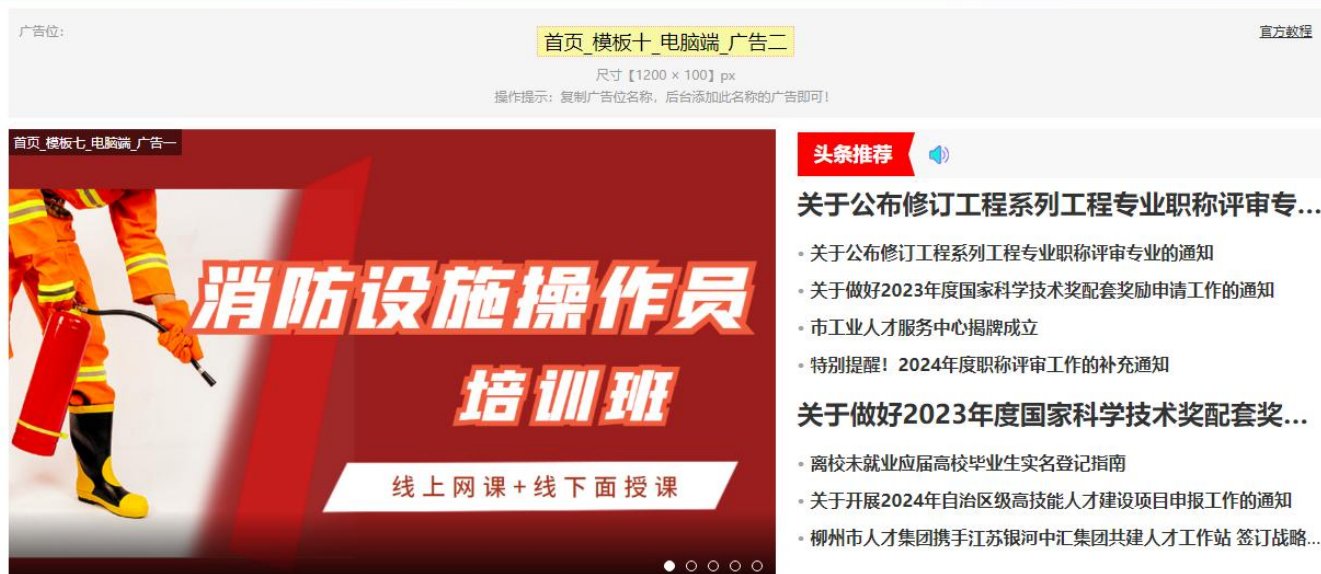 广告位:
首页_模板十_电脑端_广告二
官方教程
尺寸【1200 × 100】px
操作提示：复制广告位名称，后台添加此名称的广告即可!
首页_模板七_电脑端_广告一
消防设施操作员
培训班
线上网课+线下面授课
头条推荐
关于公布修订工程系列工程专业职称评审专...
• 关于公布修订工程系列工程专业职称评审专业的通知
• 关于做好2023年度国家科学技术奖配套奖励申请工作的通知
• 市工业人才服务中心揭牌成立
• 特别提醒！2024年度职称评审工作的补充通知
关于做好2023年度国家科学技术奖配套奖...
• 离校未就业应届高校毕业生实名登记指南
• 关于开展2024年自治区级高技能人才建设项目申报工作的通知
• 柳州市人才集团携手江苏银河中汇集团共建人才工作站 签订战略...